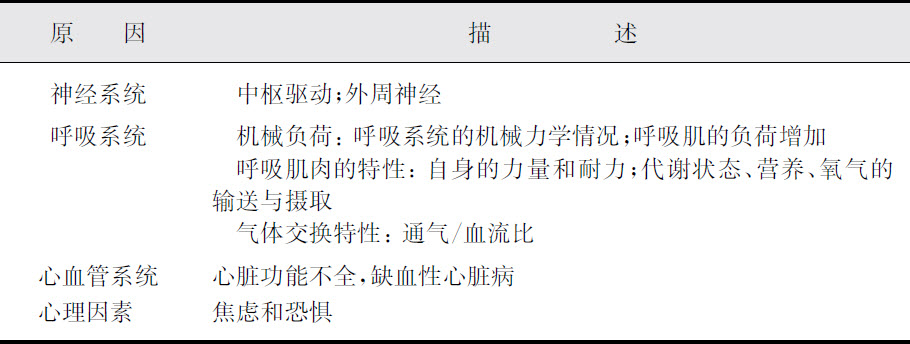 原　因　描　述
神经系统　中枢驱动;外周神经
呼吸系统　机械负荷: 呼吸系统的机械力学情况;呼吸肌的负荷增加
呼吸肌肉的特性: 自身的力量和耐力;代谢状态、营养、氧气的
输送与摄取
气体交换特性: 通气/血流比
心血管系统　心脏功能不全,缺血性心脏病
心理因素　焦虑和恐惧